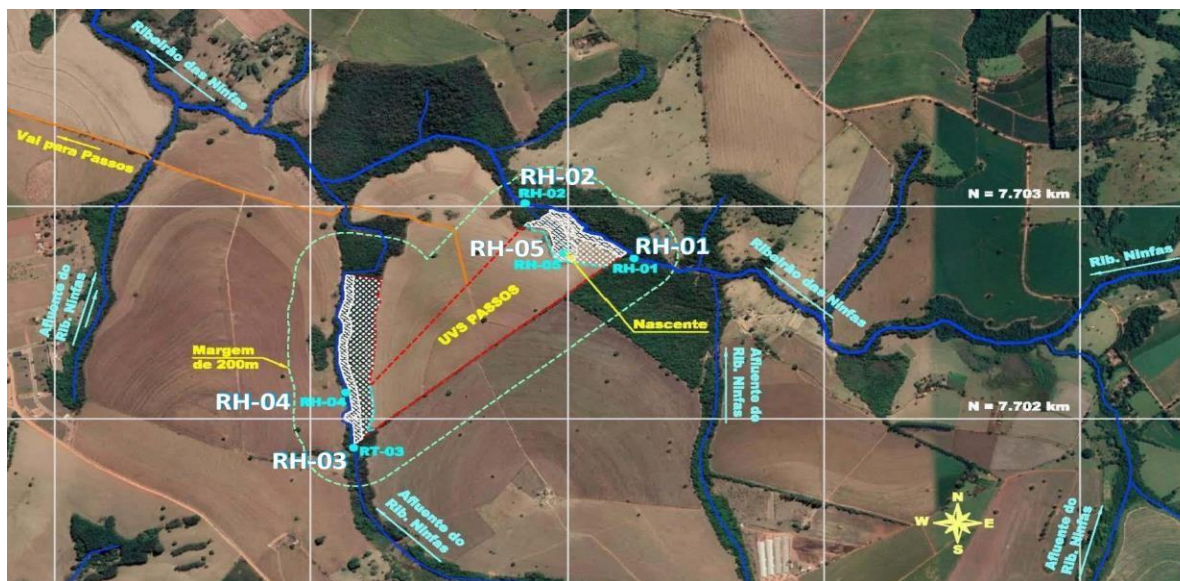 Ribeirão das Ninfas
Vai para Passos
RH-02
RH-02
N = 7.703 km
RH-05
RH-05
RH-01
RH-01
Rib. Ninfas
Ribeirão das Ninfas
Afluente do
Rib. Ninfas
UVS PASSOS
Nascente
Margem
de 200m
Afluente do
Rib. Ninfas
RH-04
RH-04
N = 7.702 km
RH-03
RT-03
Afluente do
Rib. Ninfas
N
W
E
S
Afluente do
Rib. Ninfas